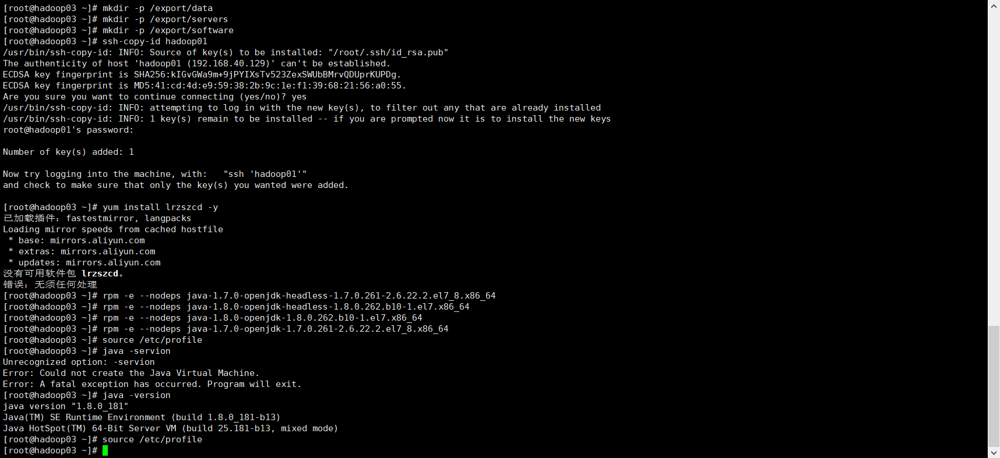 [root@hadoop03 ~]# mkdir -p /export/data
[root@hadoop03 ~]# mkdir -p /export/servers
[root@hadoop03 ~]# mkdir -p /export/software
[root@hadoop03 ~]# ssh-copy-id hadoop01
/usr/bin/ssh-copy-id: INFO: Source of key(s) to be installed: "/root/.ssh/id_rsa.pub"
The authenticity of host 'hadoop01 (192.168.40.129)' can't be established.
ECDSA key fingerprint is SHA256:kIGvGWa9m+9jPYIXsTv523ZexSWUbBMrvQDUprKUPDg.
ECDSA key fingerprint is MD5:41:cd:4d:e9:59:38:2b:9c:1e:f1:39:68:21:56:a0:55.
Are you sure you want to continue connecting (yes/no)? yes
/usr/bin/ssh-copy-id: INFO: attempting to log in with the new key(s), to filter out any that are already installed
/usr/bin/ssh-copy-id: INFO: 1 key(s) remain to be installed -- if you are prompted now it is to install the new keys
root@hadoop01's password:
Number of key(s) added: 1
Now try logging into the machine, with:   "ssh 'hadoop01'"
and check to make sure that only the key(s) you wanted were added.
[root@hadoop03 ~]# yum install lrzszcd -y
已加载插件：fastestmirror, langpacks
Loading mirror speeds from cached hostfile
 * base: mirrors.aliyun.com
 * extras: mirrors.aliyun.com
 * updates: mirrors.aliyun.com
没有可用软件包 lrzszcd。
错误：无须任何处理
[root@hadoop03 ~]# rpm -e --nodeps java-1.7.0-openjdk-headless-1.7.0.261-2.6.22.2.el7_8.x86_64
[root@hadoop03 ~]# rpm -e --nodeps java-1.8.0-openjdk-headless-1.8.0.262.b10-1.el7.x86_64
[root@hadoop03 ~]# rpm -e --nodeps java-1.8.0-openjdk-1.8.0.262.b10-1.el7.x86_64
[root@hadoop03 ~]# rpm -e --nodeps java-1.7.0-openjdk-1.7.0.261-2.6.22.2.el7_8.x86_64
[root@hadoop03 ~]# source /etc/profile
[root@hadoop03 ~]# java -servion
Unrecognized option: -servion
Error: Could not create the Java Virtual Machine.
Error: A fatal exception has occurred. Program will exit.
[root@hadoop03 ~]# java -version
java version "1.8.0_181"
Java(TM) SE Runtime Environment (build 1.8.0_181-b13)
Java HotSpot(TM) 64-Bit Server VM (build 25.181-b13, mixed mode)
[root@hadoop03 ~]# source /etc/profile
[root@hadoop03 ~]#